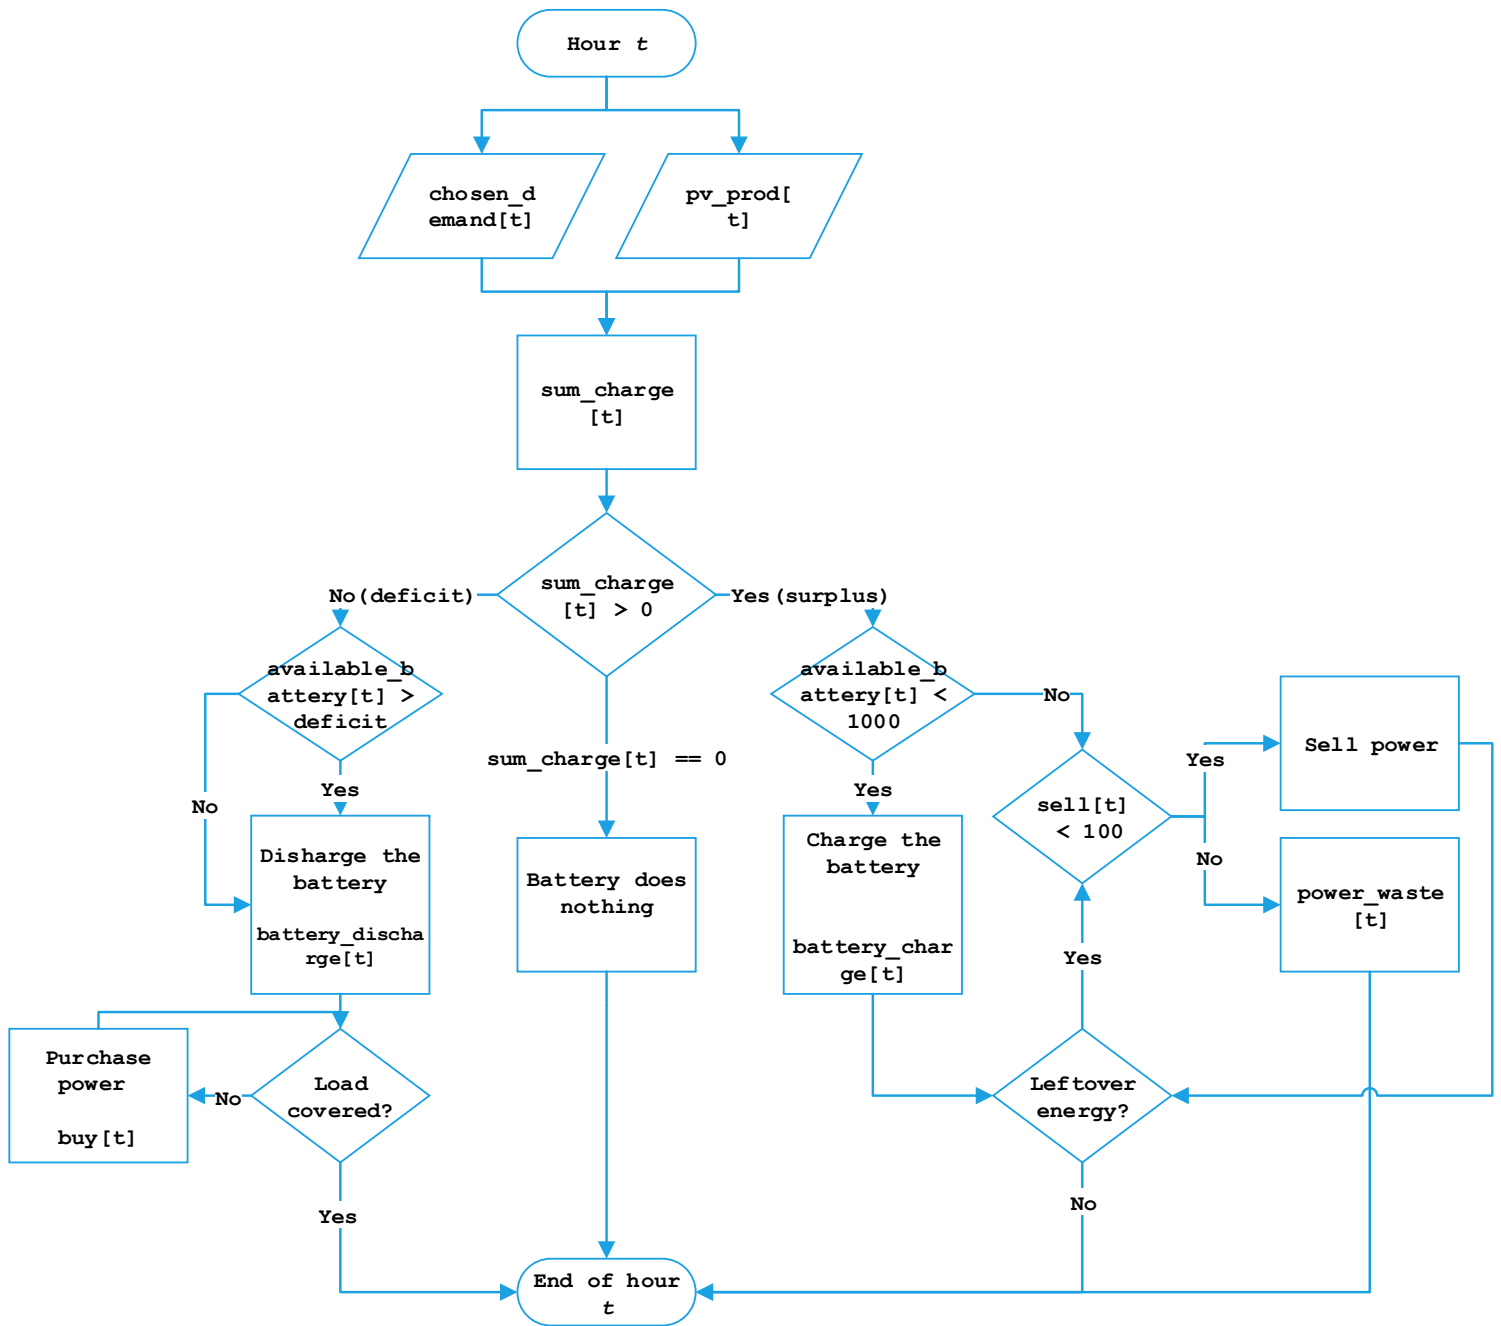 Hour t
chosen_d
emand[t]
pv_prod[
t]
sum_charge
[t]
sum_charge
[t] > 0
No(deficit)
Yes(surplus)
available_b
attery[t] >
deficit
available_b
attery[t] <
1000
No
Sell power
sum_charge[t] == 0
Yes
Yes
Yes
No
sell[t]
< 100
Disharge the
battery
battery_discha
rge[t]
Battery does
nothing
Charge the
battery
battery_char
ge[t]
No
power_waste
[t]
Yes
Purchase
power
buy[t]
No
Load
covered?
Leftover
energy?
Yes
No
End of hour
t